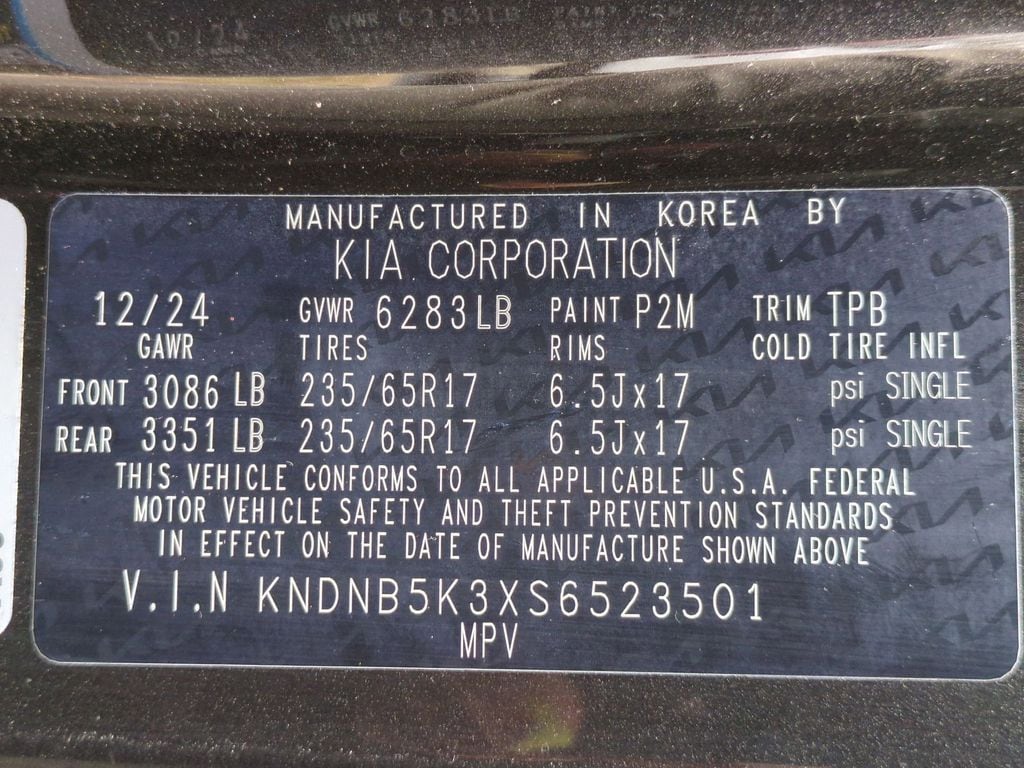 MANUFACTURED IN KOREA BY
KIA CORPORATION
12/24 GVWR 6283LB PAINT P2M TRIM TPB
GAWR TIRES RIMS COLD TIRE INFL
FRONT 3086 LB 235/65R17 6.5Jx17 psi SINGLE
REAR 3351 LB 235/65R17 6.5Jx17 psi SINGLE
THIS VEHICLE CONFORMS TO ALL APPLICABLE U.S.A. FEDERAL
MOTOR VEHICLE SAFETY AND THEFT PREVENTION STANDARDS
IN EFFECT ON THE DATE OF MANUFACTURE SHOWN ABOVE
V.I.N KNDNB5K3XS6523501
MPV